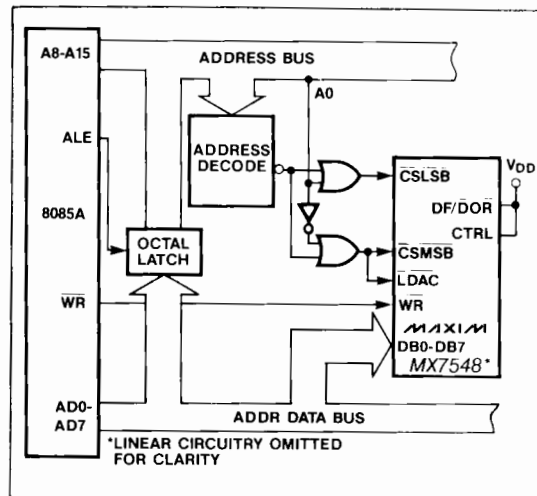 A8-A15
ADDRESS BUS
A0
ALE
ADDRESS
DECODE
CSLSB
VDD
DF/DOR
CTRL
8085A
OCTAL
LATCH
CSMSB
LDAC
WR
WR
MAXIM
DB0-DB7
MX7548*
AD0-
AD7
ADDR DATA BUS
*LINEAR CIRCUITRY OMITTED
FOR CLARITY